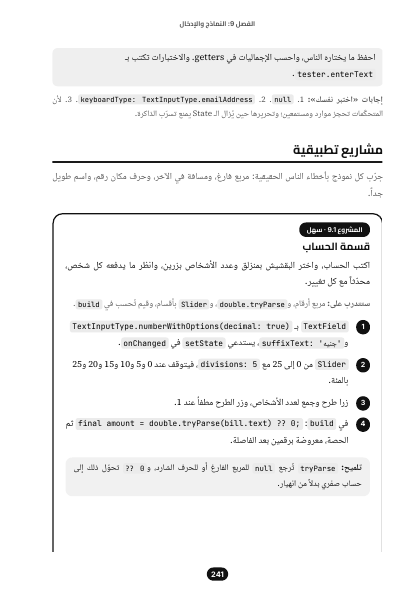 الفصل 9: النماذج والإدخال
احفظ ما يختاره الناس، واحسب الإجماليات في getters. والاختبارات تكتب بـ
tester.enterText .
إجابات «اختبر نفسك»: 1. null . 2. keyboardType: TextInputType.emailAddress . 3. لأن
المتحكّمات تحجز موارد ومستمعين؛ وتحريرها حين يُزال الـ State يمنع تسرّب الذاكرة.
مشاريع تطبيقية
جرّب كل نموذج بأخطاء الناس الحقيقية: مربع فارغ، ومسافة في الآخر، وحرف مكان رقم، واسم طويل
جداً.
المشروع 9.1 · سهل
قسمة الحساب
اكتب الحساب، واختر البقشيش بمنزلق وعدد الأشخاص بزرين، وانظر ما يدفعه كل شخص،
محدّثاً مع كل تغيير.
ستتدرب على: مربع أرقام، و double.tryParse ، و Slider بأقسام، وقيم تُحسب في build .
1 TextField بـ TextInputType.numberWithOptions(decimal: true)
و suffixText: 'جنيه' ، يستدعي setState في onChanged .
2 Slider من 0 إلى 25 مع divisions: 5 ، فيتوقف عند 0 و5 و10 و15 و20 و25
بالمئة.
3 زرا طرح وجمع لعدد الأشخاص، وزر الطرح مطفأ عند 1.
4 في build : final amount = double.tryParse(bill.text) ?? 0; ثم
الحصة، معروضة برقمين بعد الفاصلة.
تلميح: tryParse تُرجع null للمربع الفارغ أو للحرف الشارد، و ?? 0 تحوّل ذلك إلى
حساب صفري بدلاً من انهيار.
241